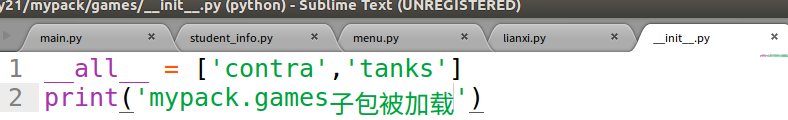 y21/mypack/games/__init__.py (python) - Sublime Text (UNREGISTERED)
main.py × student_info.py × menu.py × lianxi.py × __init__.py ×
1 __all__ = ['contra','tanks']
2 print('mypack.games子包被加载')